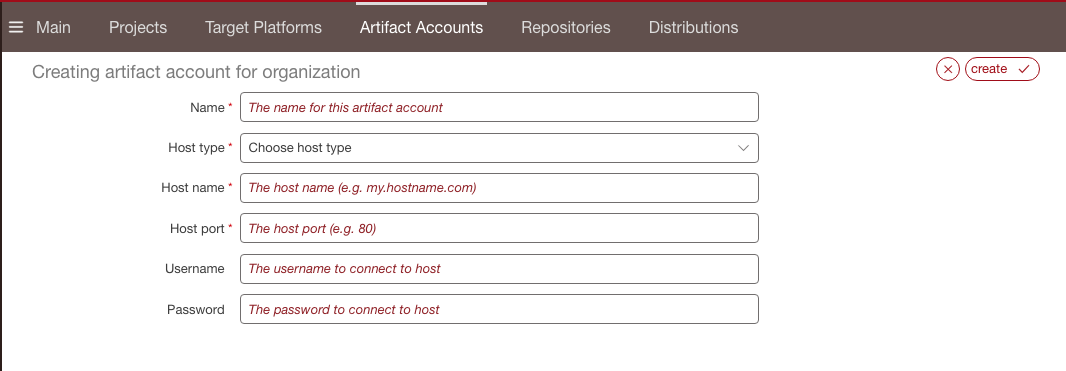 Main Projects Target Platforms Artifact Accounts Repositories Distributions
Creating artifact account for organization
create
Name * The name for this artifact account
Host type * Choose host type
Host name * The host name (e.g. my.hostname.com)
Host port * The host port (e.g. 80)
Username The username to connect to host
Password The password to connect to host